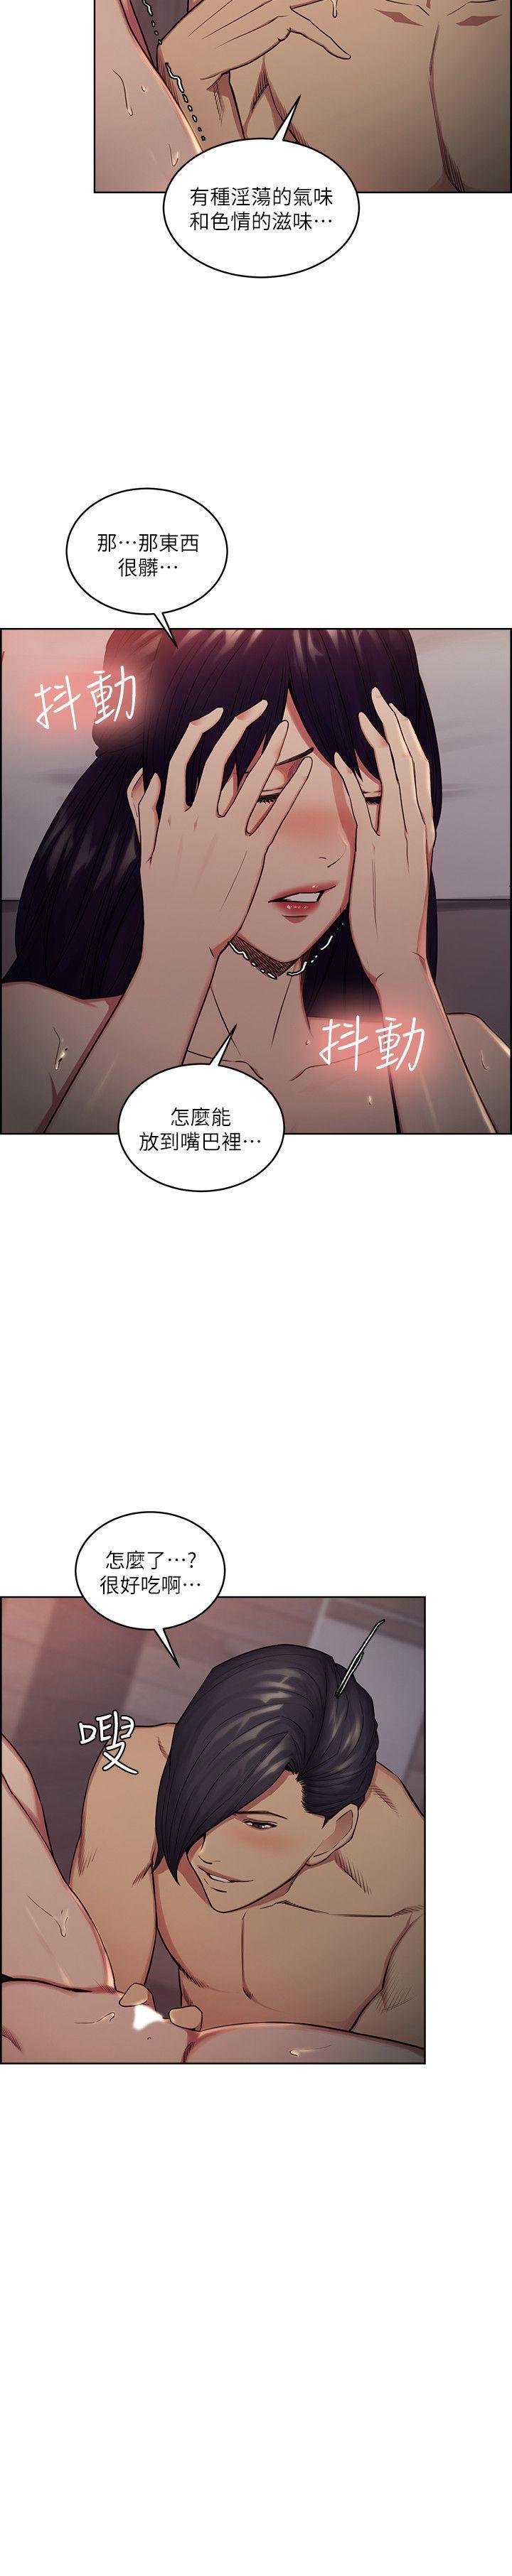 有種淫蕩的氣味
和色情的滋味…
那…那東西
很髒…
抖動
抖動
怎麼能
放到嘴巴裡…
怎麼了…?
很好吃啊…
嗖